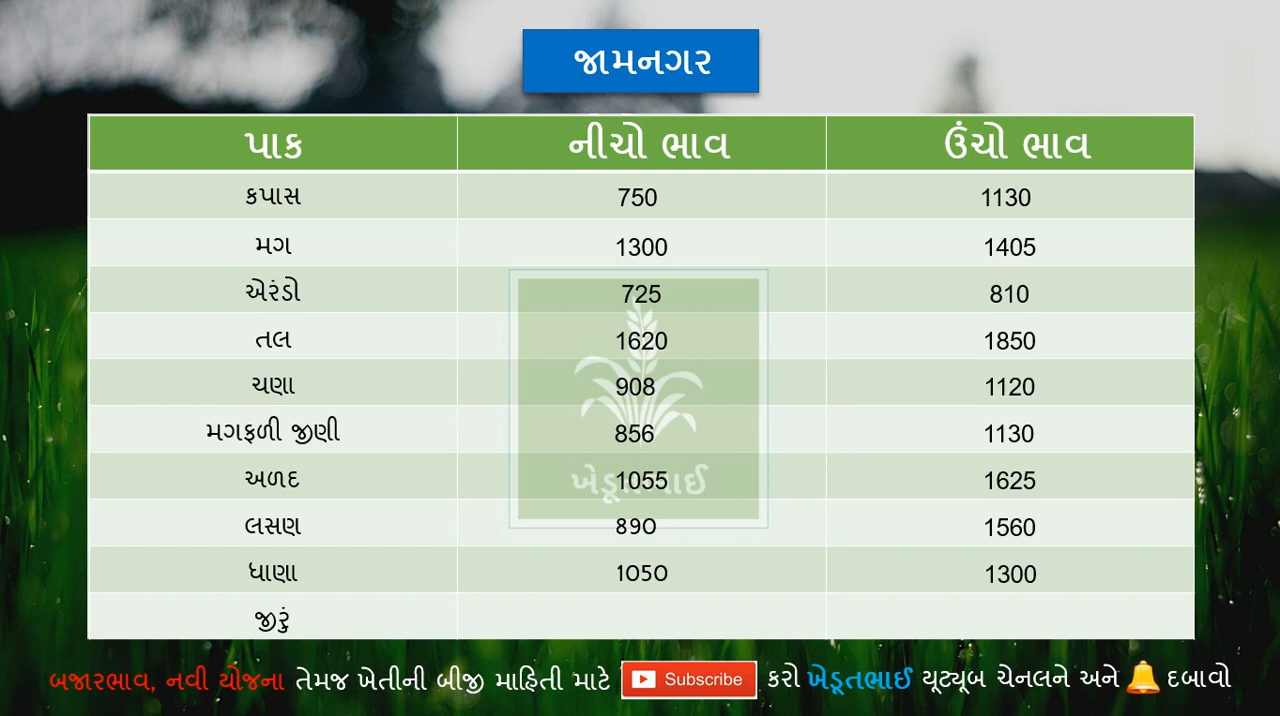 જામનગર
પાક નીચો ભાવ ઉંચો ભાવ
કપાસ 750 1130
મગ 1300 1405
એરંડો 725 810
તલ 1620 1850
ચણા 908 1120
મગફળી જીણી 856 1130
અળદ 1055 1625
લસણ 890 1560
ધાણા 1050 1300
જીરું
ખેડૂતભાઈ
બજારભાવ, નવી યોજના તેમજ ખેતીની બીજી માહિતી માટે Subscribe કરો ખેડૂતભાઈ યૂટ્યૂબ ચેનલને અને દબાવો